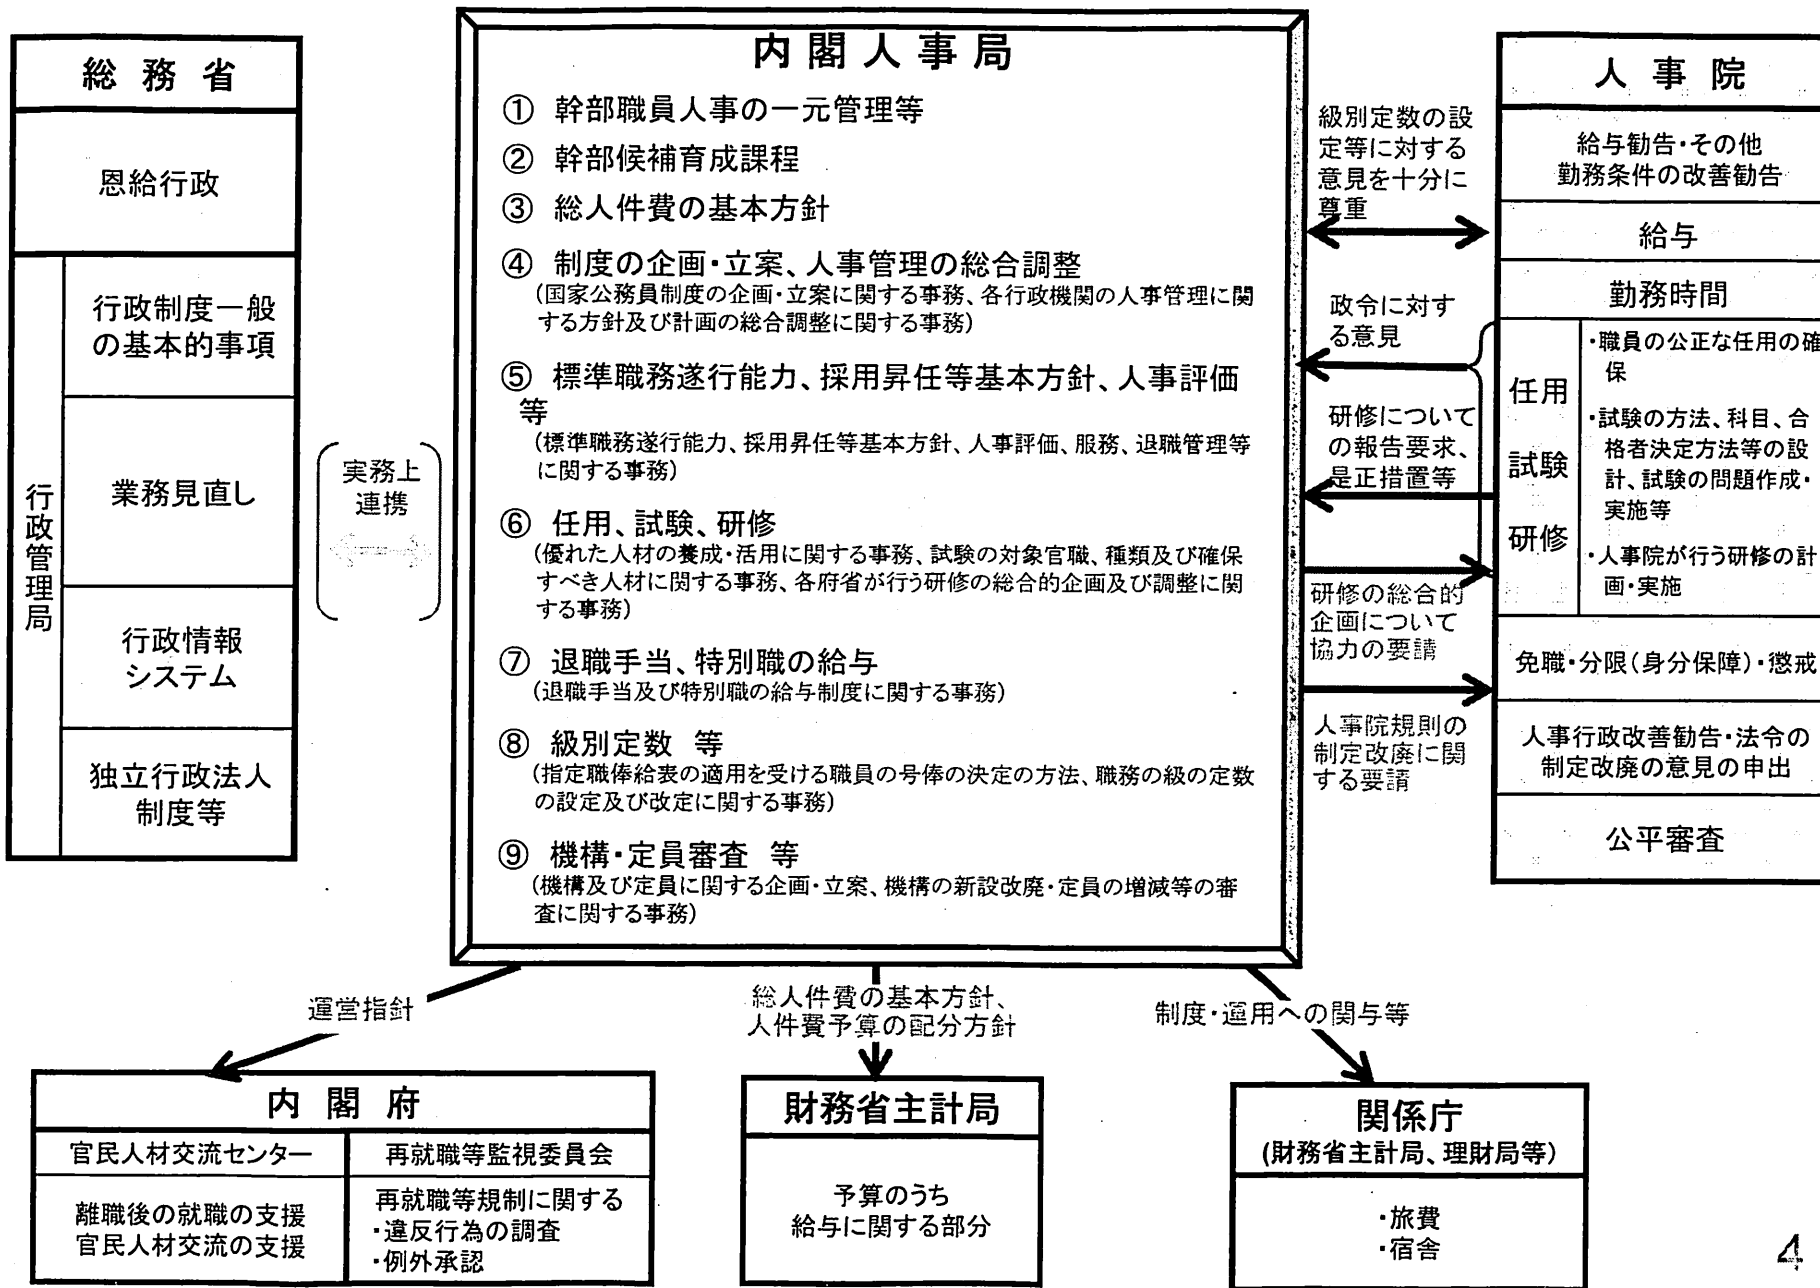 総務省
恩給行政
行政管理局
行政制度一般
の基本的事項
業務見直し
行政情報
システム
独立行政法人
制度等
実務上
連携
内閣人事局
① 幹部職員人事の一元管理等
② 幹部候補育成課程
③ 総人件費の基本方針
④ 制度の企画・立案、人事管理の総合調整
(国家公務員制度の企画・立案に関する事務、各行政機関の人事管理に関
する方針及び計画の総合調整に関する事務)
⑤ 標準職務遂行能力、採用昇任等基本方針、人事評価
等
(標準職務遂行能力、採用昇任等基本方針、人事評価、服務、退職管理等
に関する事務)
⑥ 任用、試験、研修
(優れた人材の養成・活用に関する事務、試験の対象官職、種類及び確保
すべき人材に関する事務、各府省が行う研修の総合的企画及び調整に関
する事務)
⑦ 退職手当、特別職の給与
(退職手当及び特別職の給与制度に関する事務)
⑧ 級別定数 等
(指定職俸給表の適用を受ける職員の号俸の決定の方法、職務の級の定数
の設定及び改定に関する事務)
⑨ 機構・定員審査 等
(機構及び定員に関する企画・立案、機構の新設改廃・定員の増減等の審
査に関する事務)
級別定数の設
定等に対する
意見を十分に
尊重
政令に対す
る意見
研修について
の報告要求、
是正措置等
研修の総合的
企画について
協力の要請
人事院規則の
制定改廃に関
する要請
人事院
給与勧告・その他
勤務条件の改善勧告
給与
勤務時間
任用
試験
研修
・職員の公正な任用の確
保
・試験の方法、科目、合
格者決定方法等の設
計、試験の問題作成・
実施等
・人事院が行う研修の計
画・実施
免職・分限(身分保障)・懲戒
人事行政改善勧告・法令の
制定改廃の意見の申出
公平審査
運営指針
総人件費の基本方針、
人件費予算の配分方針
制度・運用への関与等
内閣府
官民人材交流センター
離職後の就職の支援
官民人材交流の支援
再就職等監視委員会
再就職等規制に関する
・違反行為の調査
・例外承認
財務省主計局
予算のうち
給与に関する部分
関係庁
(財務省主計局、理財局等)
・旅費
・宿舎
4